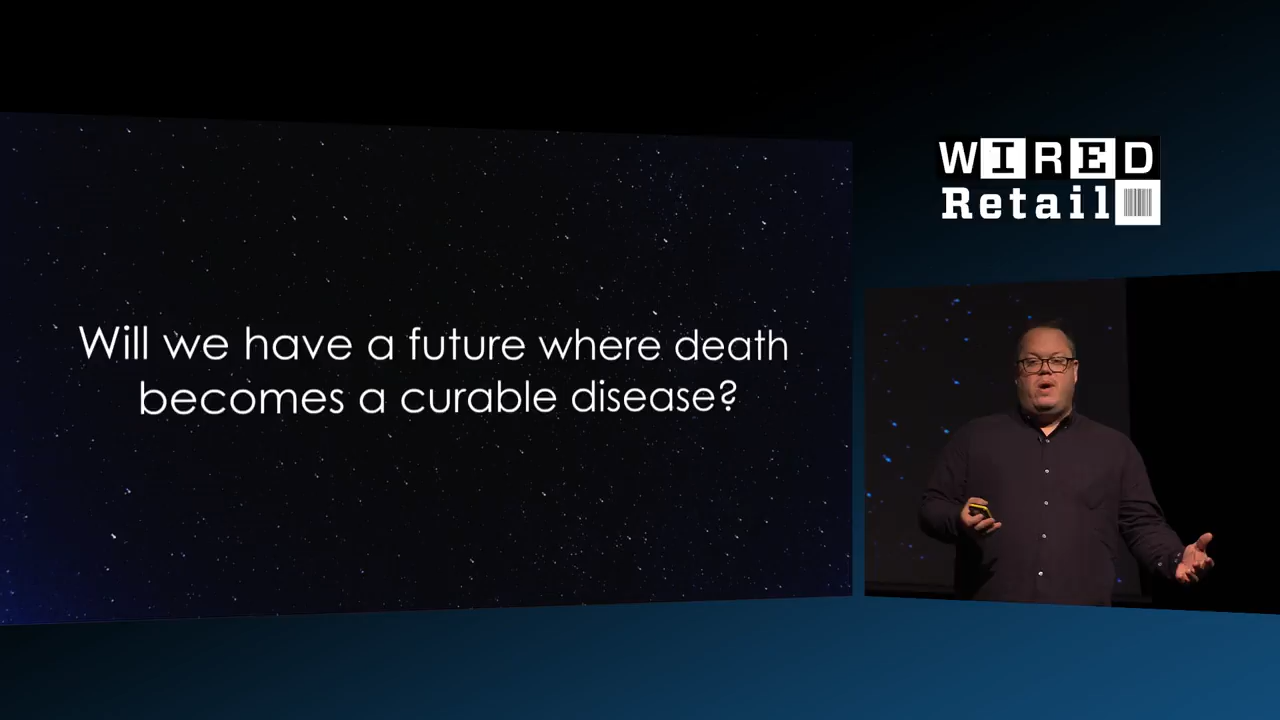 WIRED
Retail
Will we have a future where death
becomes a curable disease?